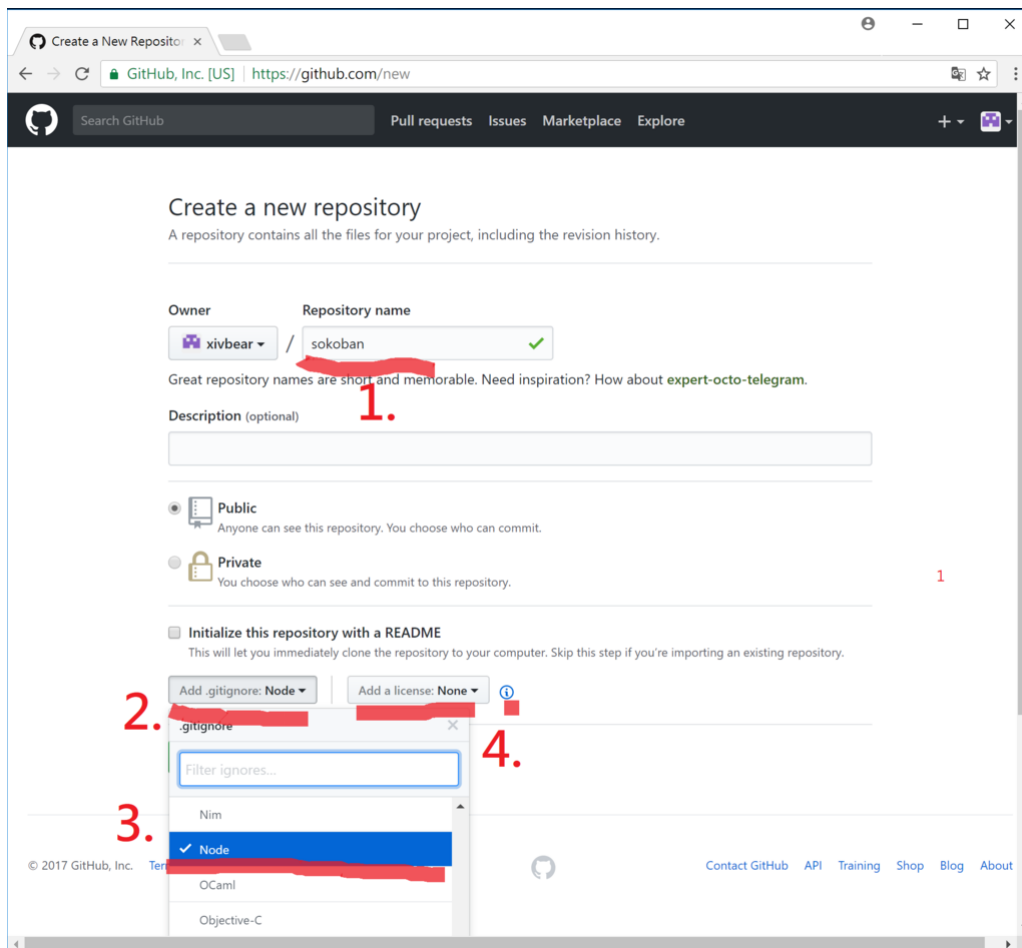 Create a New Repositor
GitHub, Inc. [US] https://github.com/new
Search GitHub Pull requests Issues Marketplace Explore
Create a new repository
A repository contains all the files for your project, including the revision history.
Owner Repository name
xivbear / sokoban
Great repository names are short and memorable. Need inspiration? How about expert-octo-telegram.
1.
Description (optional)
Public
Anyone can see this repository. You choose who can commit.
Private
You choose who can see and commit to this repository.
1
Initialize this repository with a README
This will let you immediately clone the repository to your computer. Skip this step if you're importing an existing repository.
Add .gitignore: Node Add a license: None
2.
.gitignore
4.
Filter ignores...
Nim
3.
Node
© 2017 GitHub, Inc. Contact GitHub API Training Shop Blog About
OCaml
Objective-C